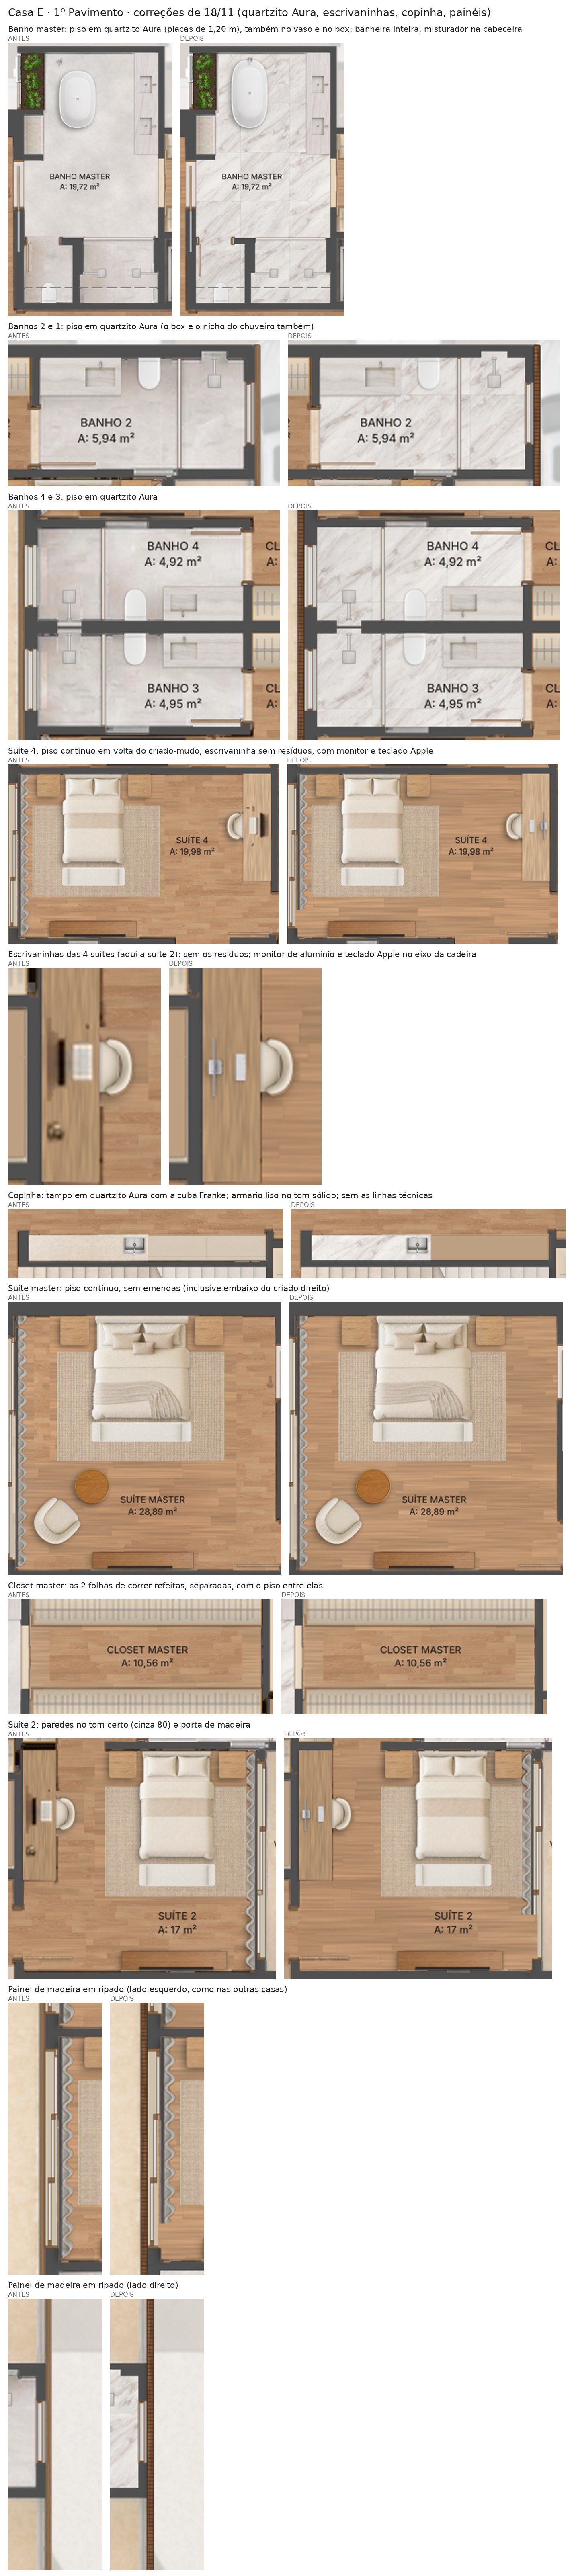 Casa E · 1º Pavimento · correções de 18/11 (quartzito Aura, escrivaninhas, copinha, painéis)
Banho master: piso em quartzito Aura (placas de 1,20 m), também no vaso e no box; banheira inteira, misturador na cabeceira
ANTES
DEPOIS
BANHO MASTER
A: 19,72 m²
BANHO MASTER
A: 19,72 m²
Banhos 2 e 1: piso em quartzito Aura (o box e o nicho do chuveiro também)
ANTES
DEPOIS
BANHO 2
A: 5,94 m²
BANHO 2
A: 5,94 m²
Banhos 4 e 3: piso em quartzito Aura
ANTES
DEPOIS
BANHO 4
A: 4,92 m²
CL
A:
BANHO 3
A: 4,95 m²
CL
A:
BANHO 4
A: 4,92 m²
CL
A:
BANHO 3
A: 4,95 m²
CL
A:
Suíte 4: piso contínuo em volta do criado-mudo; escrivaninha sem resíduos, com monitor e teclado Apple
ANTES
DEPOIS
SUÍTE 4
A: 19,98 m²
SUÍTE 4
A: 19,98 m²
Escrivaninhas das 4 suítes (aqui a suíte 2): sem os resíduos; monitor de alumínio e teclado Apple no eixo da cadeira
ANTES
DEPOIS
Copinha: tampo em quartzito Aura com a cuba Franke; armário liso no tom sólido; sem as linhas técnicas
ANTES
DEPOIS
Suíte master: piso contínuo, sem emendas (inclusive embaixo do criado direito)
ANTES
DEPOIS
SUÍTE MASTER
A: 28,89 m²
SUÍTE MASTER
A: 28,89 m²
Closet master: as 2 folhas de correr refeitas, separadas, com o piso entre elas
ANTES
DEPOIS
CLOSET MASTER
A: 10,56 m²
CLOSET MASTER
A: 10,56 m²
Suíte 2: paredes no tom certo (cinza 80) e porta de madeira
ANTES
DEPOIS
SUÍTE 2
A: 17 m²
SUÍTE 2
A: 17 m²
Painel de madeira em ripado (lado esquerdo, como nas outras casas)
ANTES
DEPOIS
Painel de madeira em ripado (lado direito)
ANTES
DEPOIS